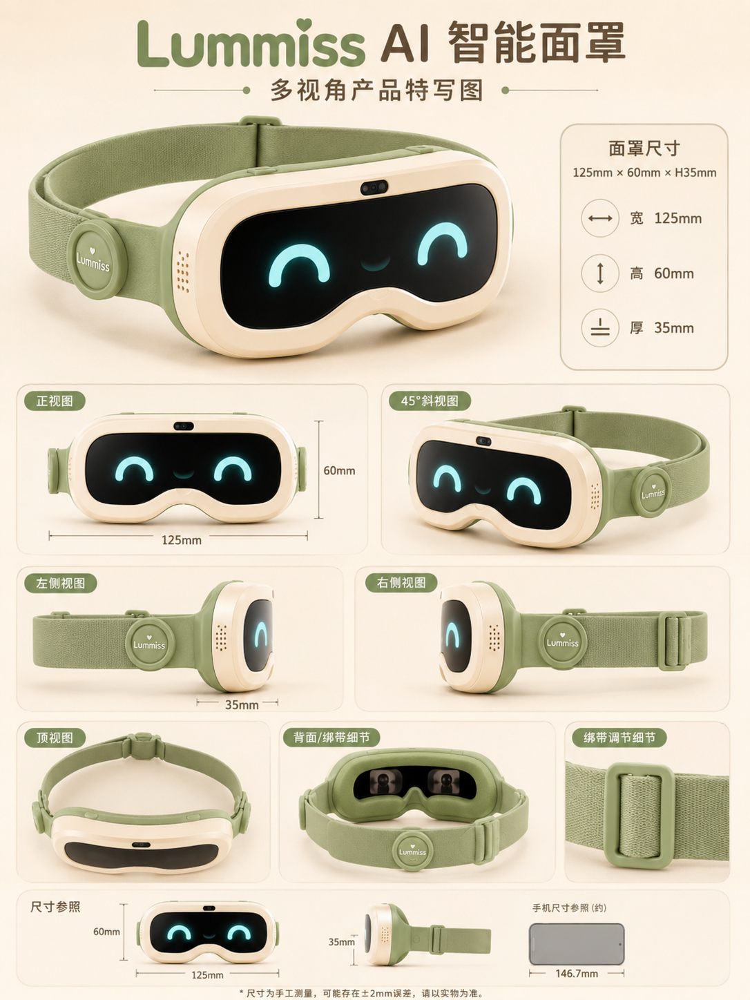 Lummiss AI 智能面罩
多视角产品特写图
面罩尺寸
125mm × 60mm × H35mm
宽 125mm
高 60mm
厚 35mm
Lummiss
正视图
60mm
125mm
45°斜视图
Lummiss
左侧视图
Lummiss
35mm
右侧视图
Lummiss
顶视图
背面/绑带细节
Lummiss
绑带调节细节
尺寸参照
60mm
125mm
35mm
手机尺寸参照 (约)
146.7mm
* 尺寸为手工测量，可能存在±2mm误差，请以实物为准。